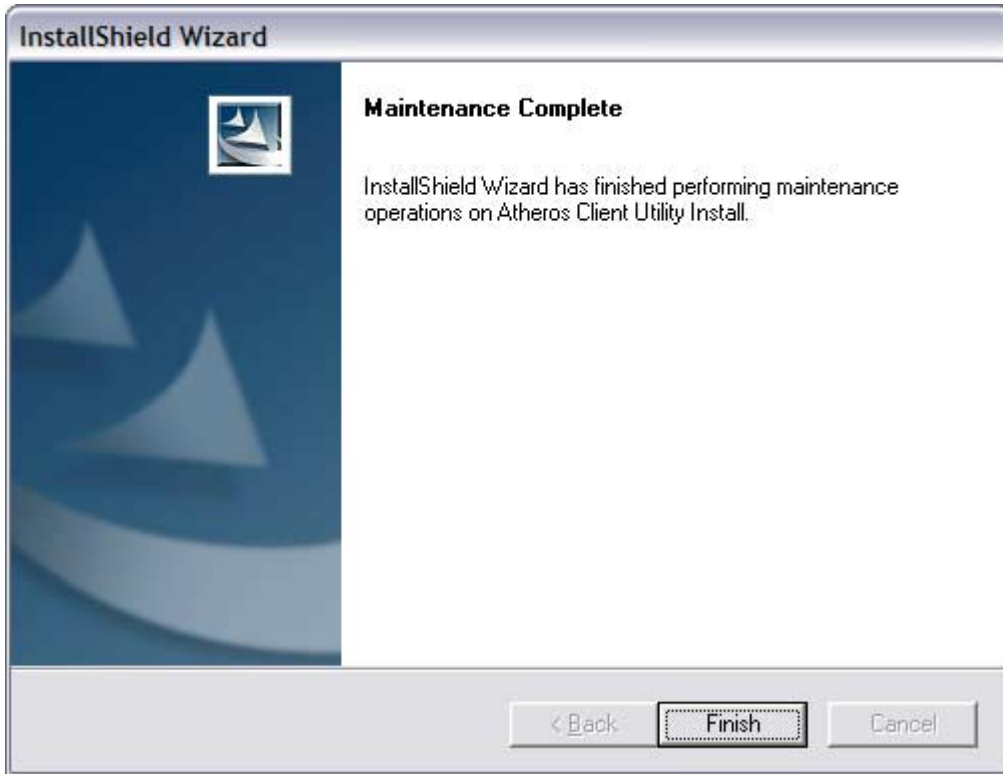 InstallShield Wizard
Maintenance Complete
InstallShield Wizard has finished performing maintenance
operations on Atheros Client Utility Install.
< Back
Finish
Cancel